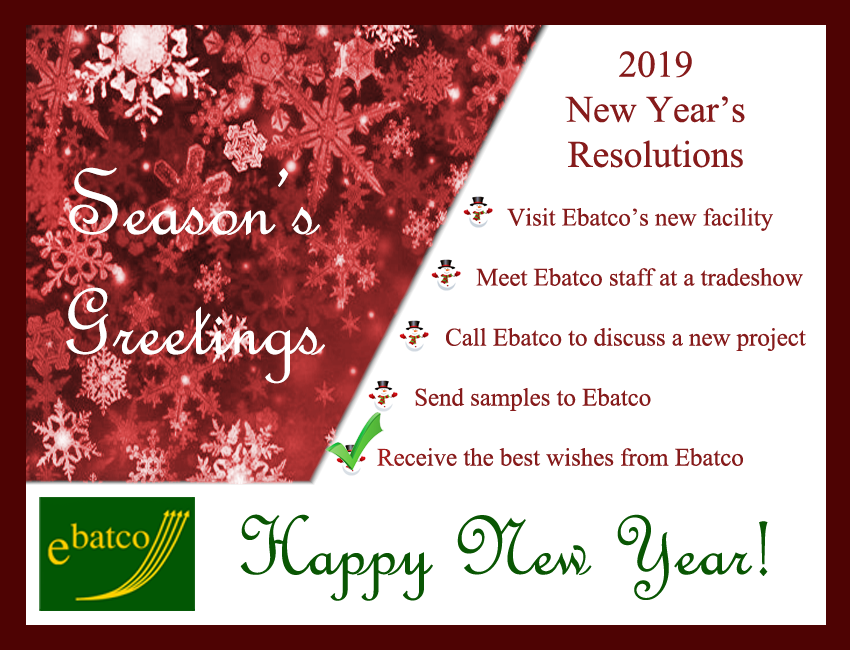 Season’s
Greetings
2019
New Year’s
Resolutions
Visit Ebatco’s new facility
Meet Ebatco staff at a tradeshow
Call Ebatco to discuss a new project
Send samples to Ebatco
Receive the best wishes from Ebatco
ebatco
Happy New Year!